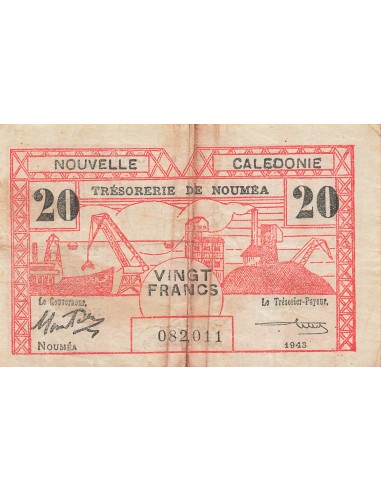 NOUVELLE CALEDONIE
TRÉSORERIE DE NOUMÉA
20 20
VINGT
FRANCS
Le Gouverneur, Le Trésorier-Payeur,
082011
NOUMÉA 1943